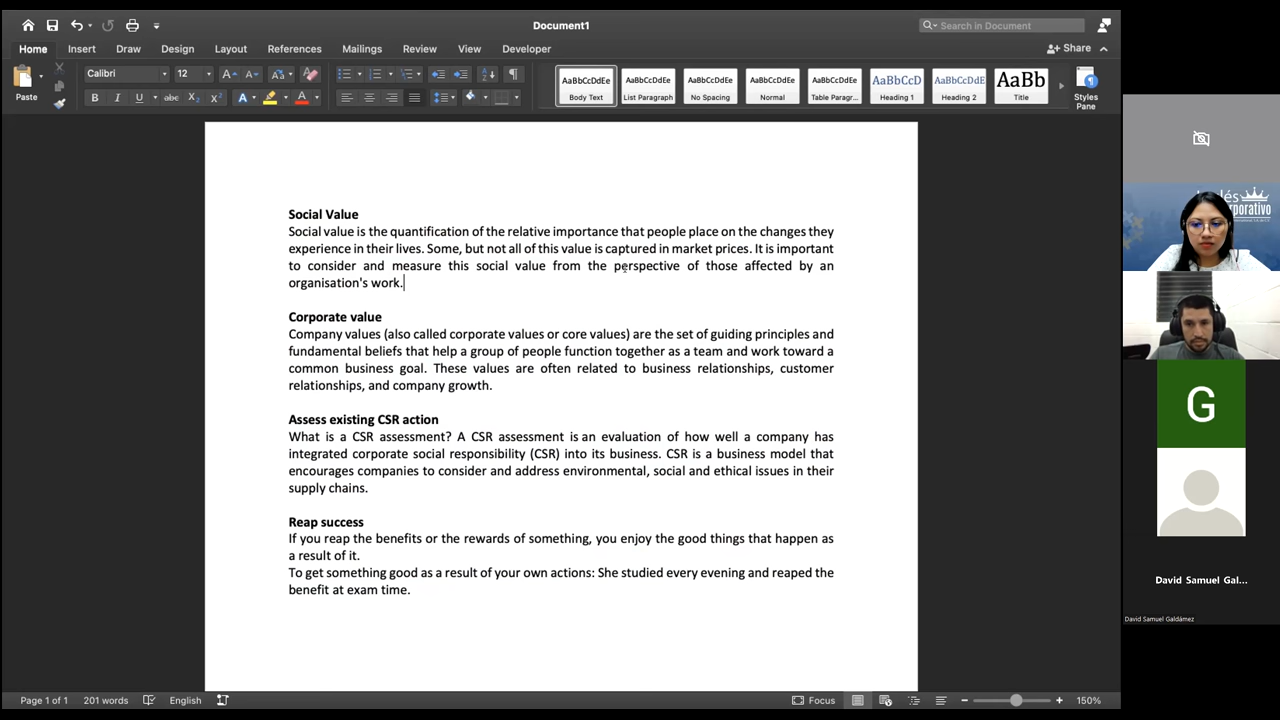 Document1
Search in Document
Home Insert Draw Design Layout References Mailings Review View Developer
Share
Paste
Calibri 12
AaBbCcDdEe AaBbCcDdEe AaBbCcDdEe AaBbCcDdEe AaBbCcDdEe AaBbCcD AaBbCcDdEe AaBb
Body Text List Paragraph No Spacing Normal Table Paragr... Heading 1 Heading 2 Title
Styles
Pane
Social Value
Social value is the quantification of the relative importance that people place on the changes they
experience in their lives. Some, but not all of this value is captured in market prices. It is important
to consider and measure this social value from the perspective of those affected by an
organisation's work.
Corporate value
Company values (also called corporate values or core values) are the set of guiding principles and
fundamental beliefs that help a group of people function together as a team and work toward a
common business goal. These values are often related to business relationships, customer
relationships, and company growth.
Assess existing CSR action
What is a CSR assessment? A CSR assessment is an evaluation of how well a company has
integrated corporate social responsibility (CSR) into its business. CSR is a business model that
encourages companies to consider and address environmental, social and ethical issues in their
supply chains.
Reap success
If you reap the benefits or the rewards of something, you enjoy the good things that happen as
a result of it.
To get something good as a result of your own actions: She studied every evening and reaped the
benefit at exam time.
Page 1 of 1 201 words English
Focus
150%
G
David Samuel Gal...
David Samuel Galdámez